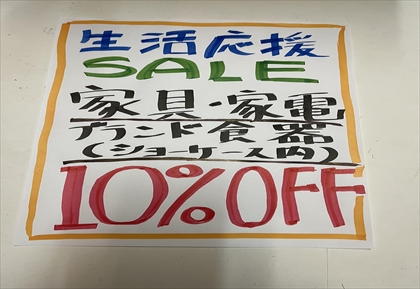 生活応援
SALE
家具・家電
ブランド食器
(ショーケース内)
10%OFF